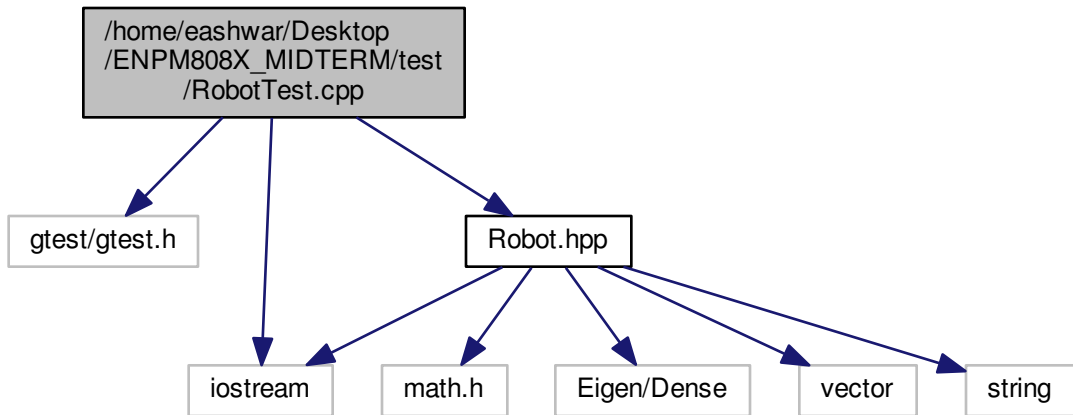 /home/eashwar/Desktop
/ENPM808X_MIDTERM/test
/RobotTest.cpp
gtest/gtest.h
Robot.hpp
iostream
math.h
Eigen/Dense
vector
string